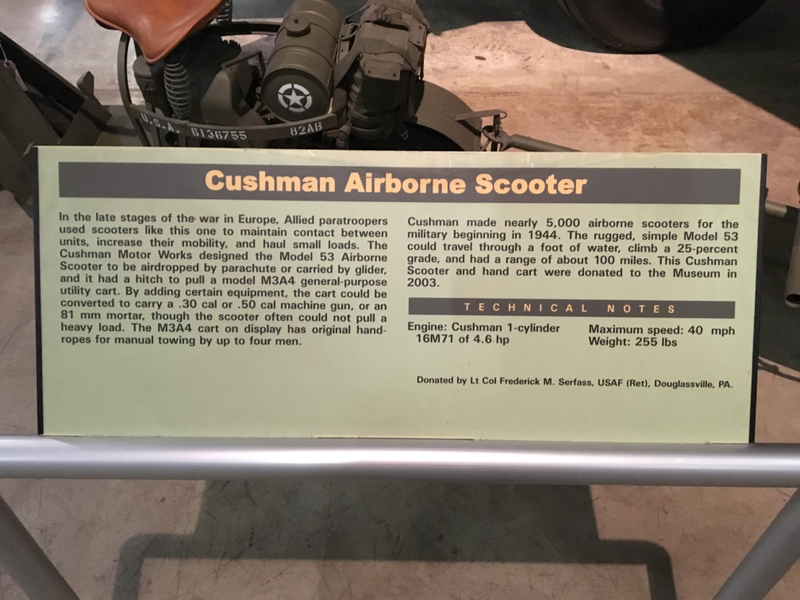 U.S.A. 6136755 82AB
Cushman Airborne Scooter
In the late stages of the war in Europe, Allied paratroopers
used scooters like this one to maintain contact between
units, increase their mobility, and haul small loads. The
Cushman Motor Works designed the Model 53 Airborne
Scooter to be airdropped by parachute or carried by glider,
and it had a hitch to pull a model M3A4 general-purpose
utility cart. By adding certain equipment, the cart could be
converted to carry a .30 cal or .50 cal machine gun, or an
81 mm mortar, though the scooter often could not pull a
heavy load. The M3A4 cart on display has original hand-
ropes for manual towing by up to four men.
Cushman made nearly 5,000 airborne scooters for the
military beginning in 1944. The rugged, simple Model 53
could travel through a foot of water, climb a 25-percent
grade, and had a range of about 100 miles. This Cushman
Scooter and hand cart were donated to the Museum in
2003.
TECHNICAL NOTES
Engine: Cushman 1-cylinder
16M71 of 4.6 hp
Maximum speed: 40 mph
Weight: 255 lbs
Donated by Lt Col Frederick M. Serfass, USAF (Ret), Douglassville, PA.